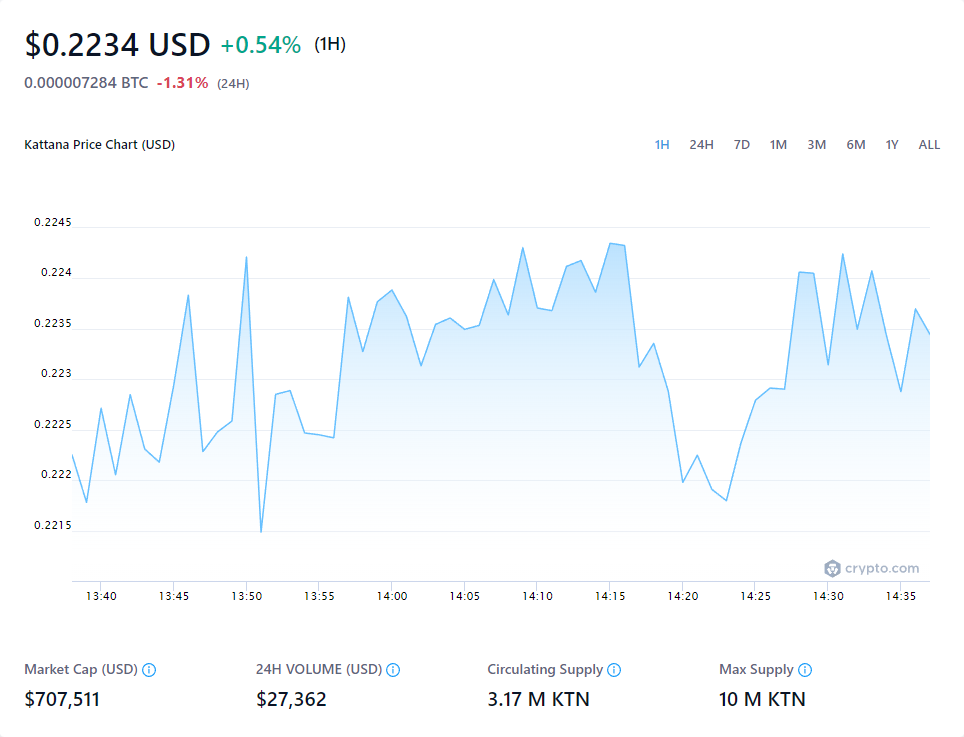 $0.2234 USD +0.54% (1H)
0.000007284 BTC -1.31% (24H)
Kattana Price Chart (USD) 1H 24H 7D 1M 3M 6M 1Y ALL
0.2245
0.224
0.2235
0.223
0.2225
0.222
0.2215
crypto.com
13:40 13:45 13:50 13:55 14:00 14:05 14:10 14:15 14:20 14:25 14:30 14:35
Market Cap (USD) 24H VOLUME (USD) Circulating Supply Max Supply
$707,511 $27,362 3.17 M KTN 10 M KTN